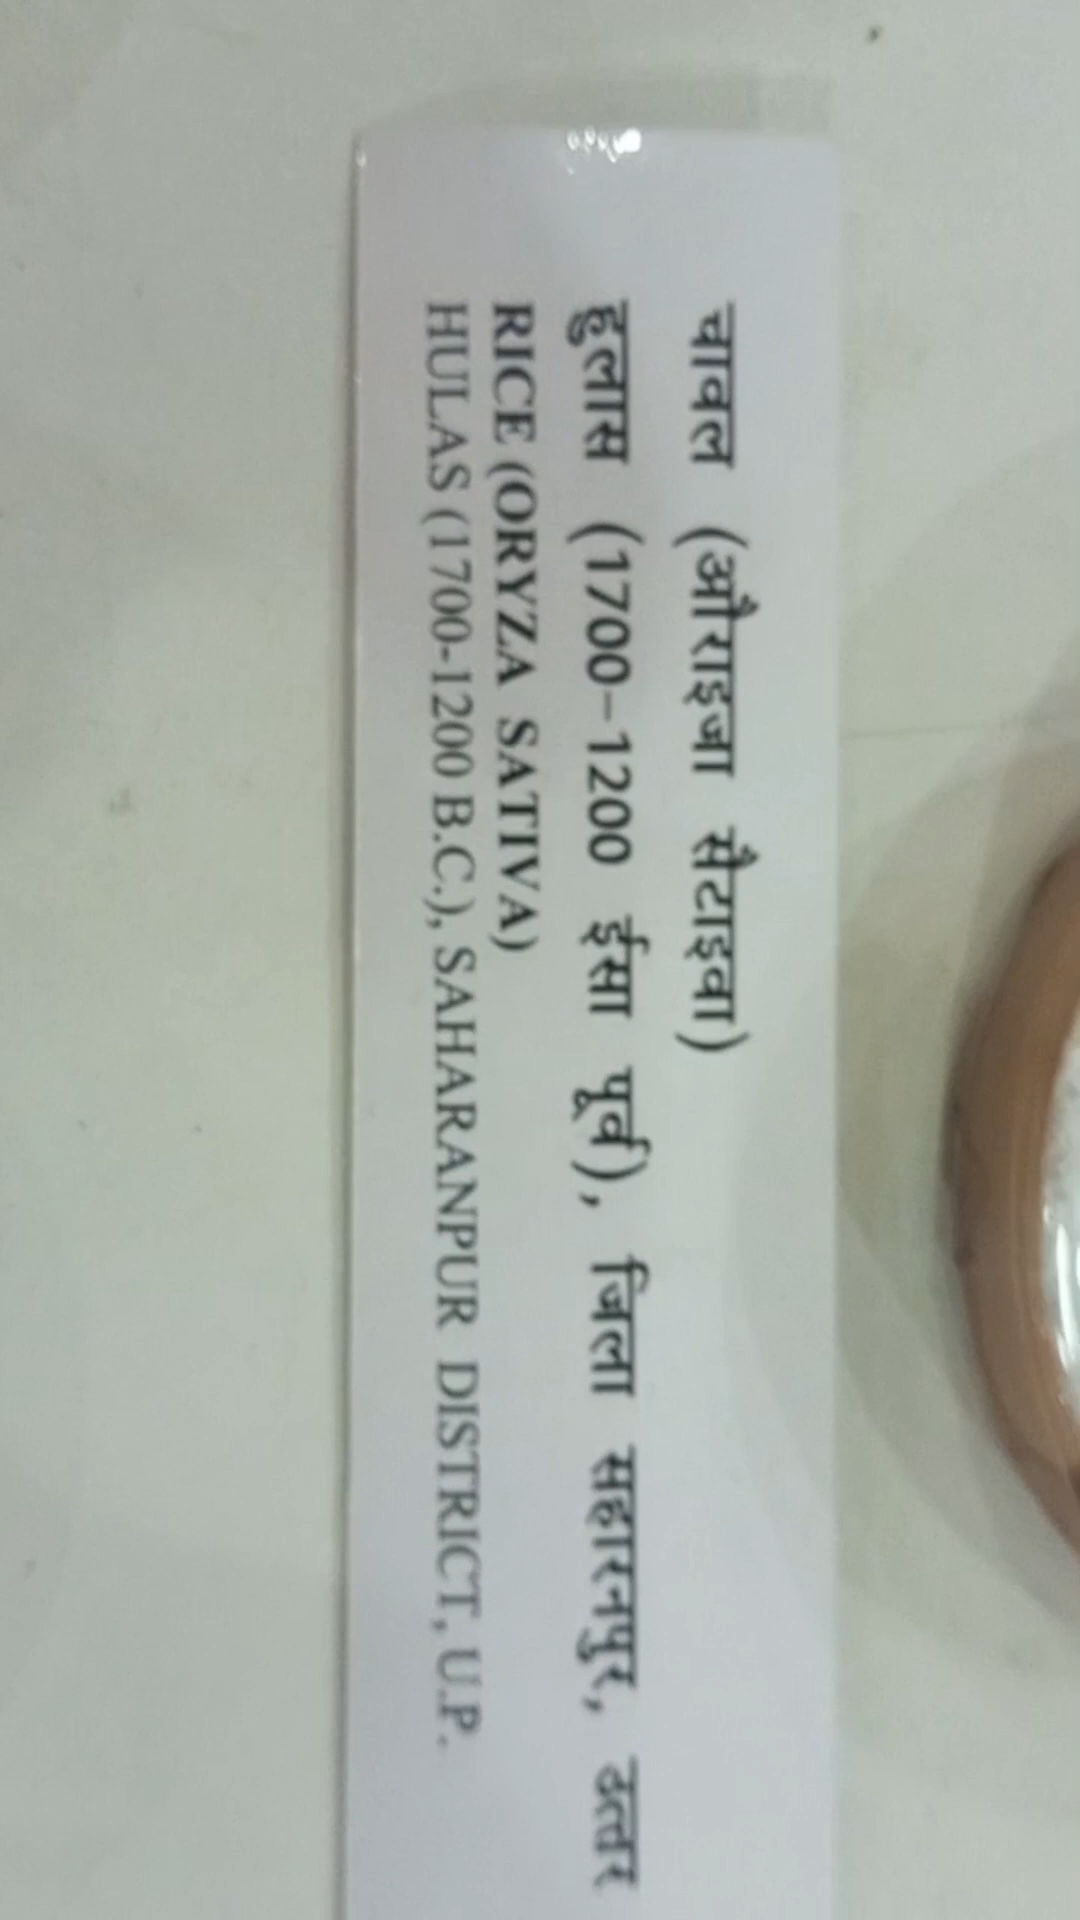 चावल (औराइजा सैटाइवा)
हुलास (1700-1200 ईसा पूर्व), जिला सहारनपुर, उत्तर
RICE (ORYZA SATIVA)
HULAS (1700-1200 B.C.), SAHARANPUR DISTRICT, U.P.